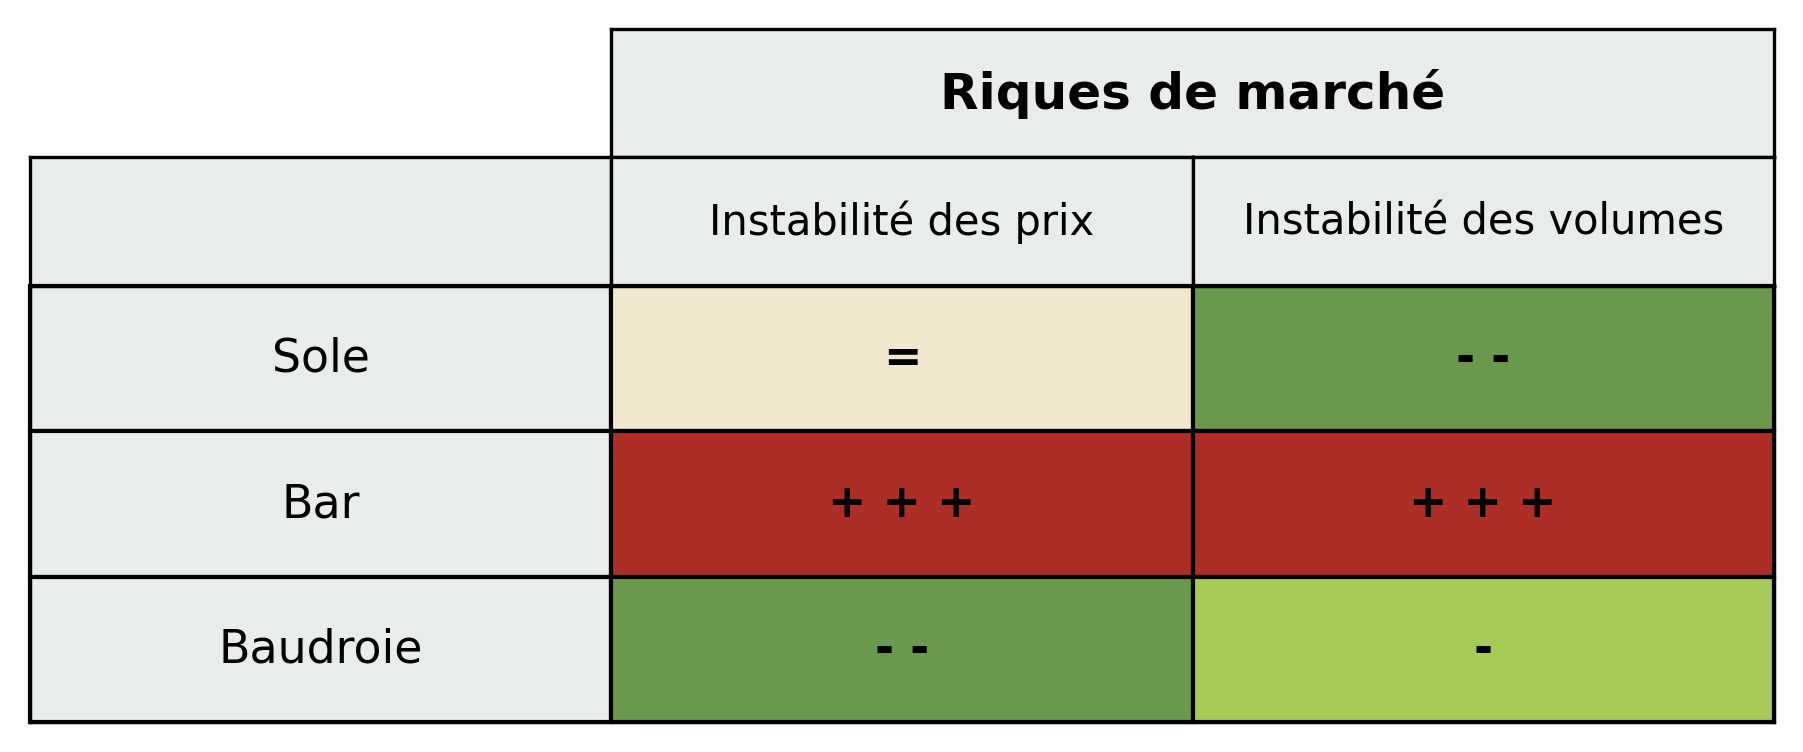 Riques de marché
Instabilité des prix Instabilité des volumes
Sole = - -
Bar + + + + + +
Baudroie - - -